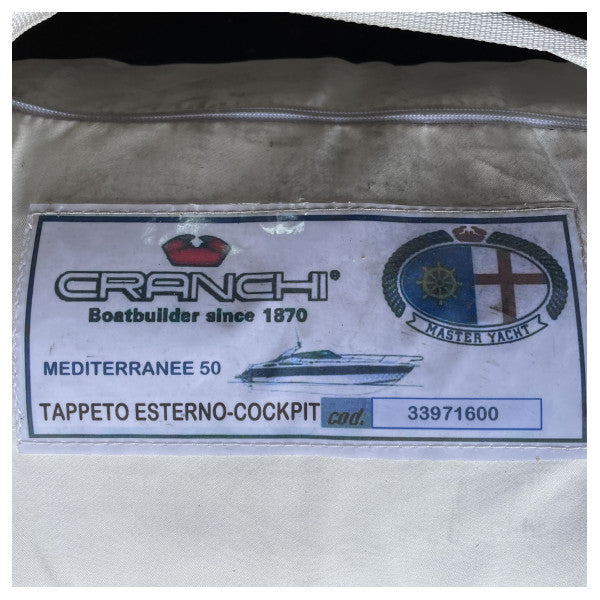 CRANCHI®
Boatbuilder since 1870
MASTER YACHT
MEDITERRANEE 50
TAPPETO ESTERNO-COCKPIT cod. 33971600